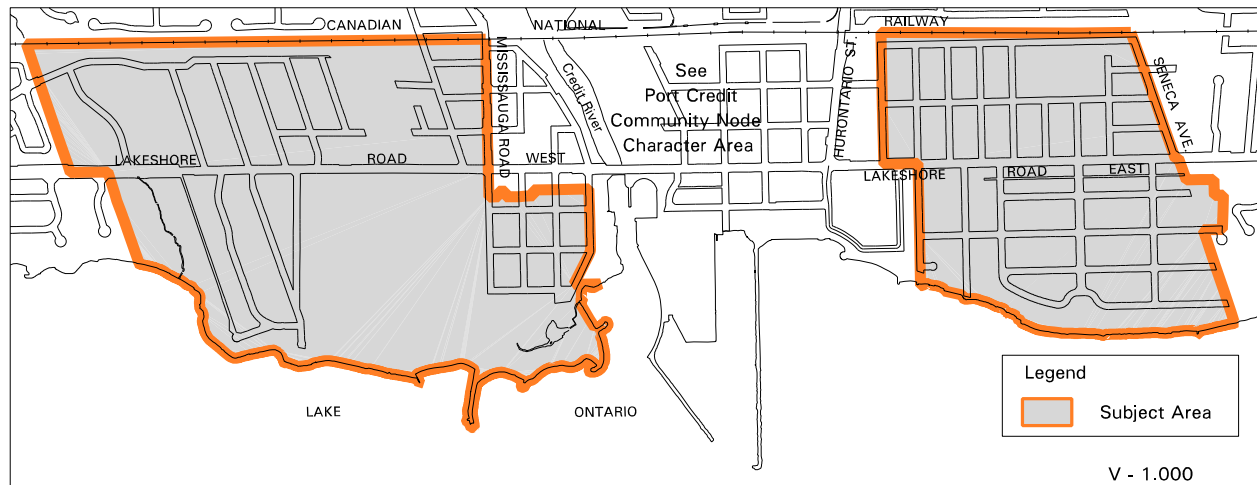 CANADIAN NATIONAL RAILWAY
MISSISSAUGA ROAD
Credit River
See
Port Credit
Community Node
Character Area
HURONTARIO ST.
SENECA AVE.
LAKESHORE ROAD WEST
LAKESHORE ROAD EAST
LAKE ONTARIO
Legend
Subject Area
V - 1.000